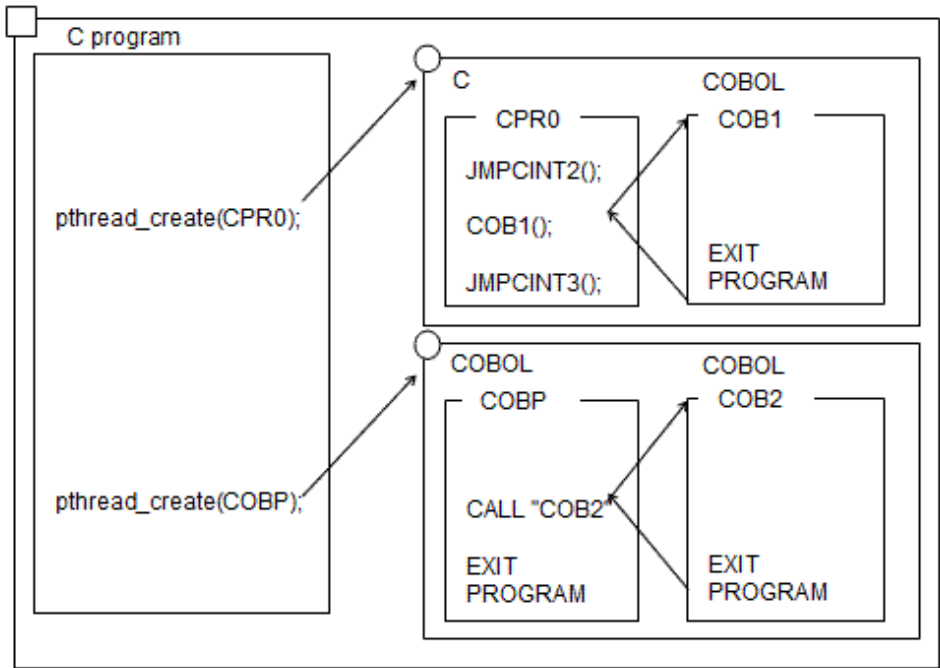 C program
pthread_create(CPR0);
pthread_create(COBP);
C
COBOL
CPR0
COB1
JMPCINT2();
COB1();
JMPCINT3();
EXIT
PROGRAM
COBOL
COBOL
COBP
COB2
CALL "COB2"
EXIT
PROGRAM
EXIT
PROGRAM